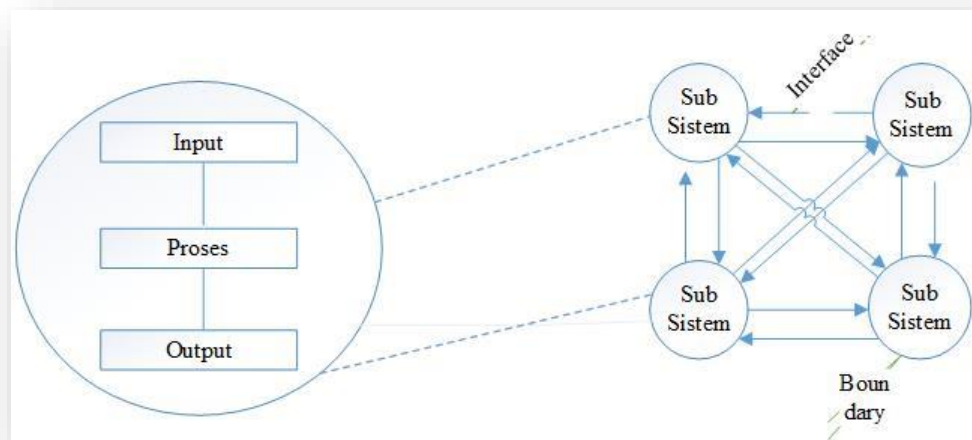 Input
Proses
Output
Interface
Sub
Sistem
Sub
Sistem
Sub
Sistem
Sub
Sistem
Boun
dary